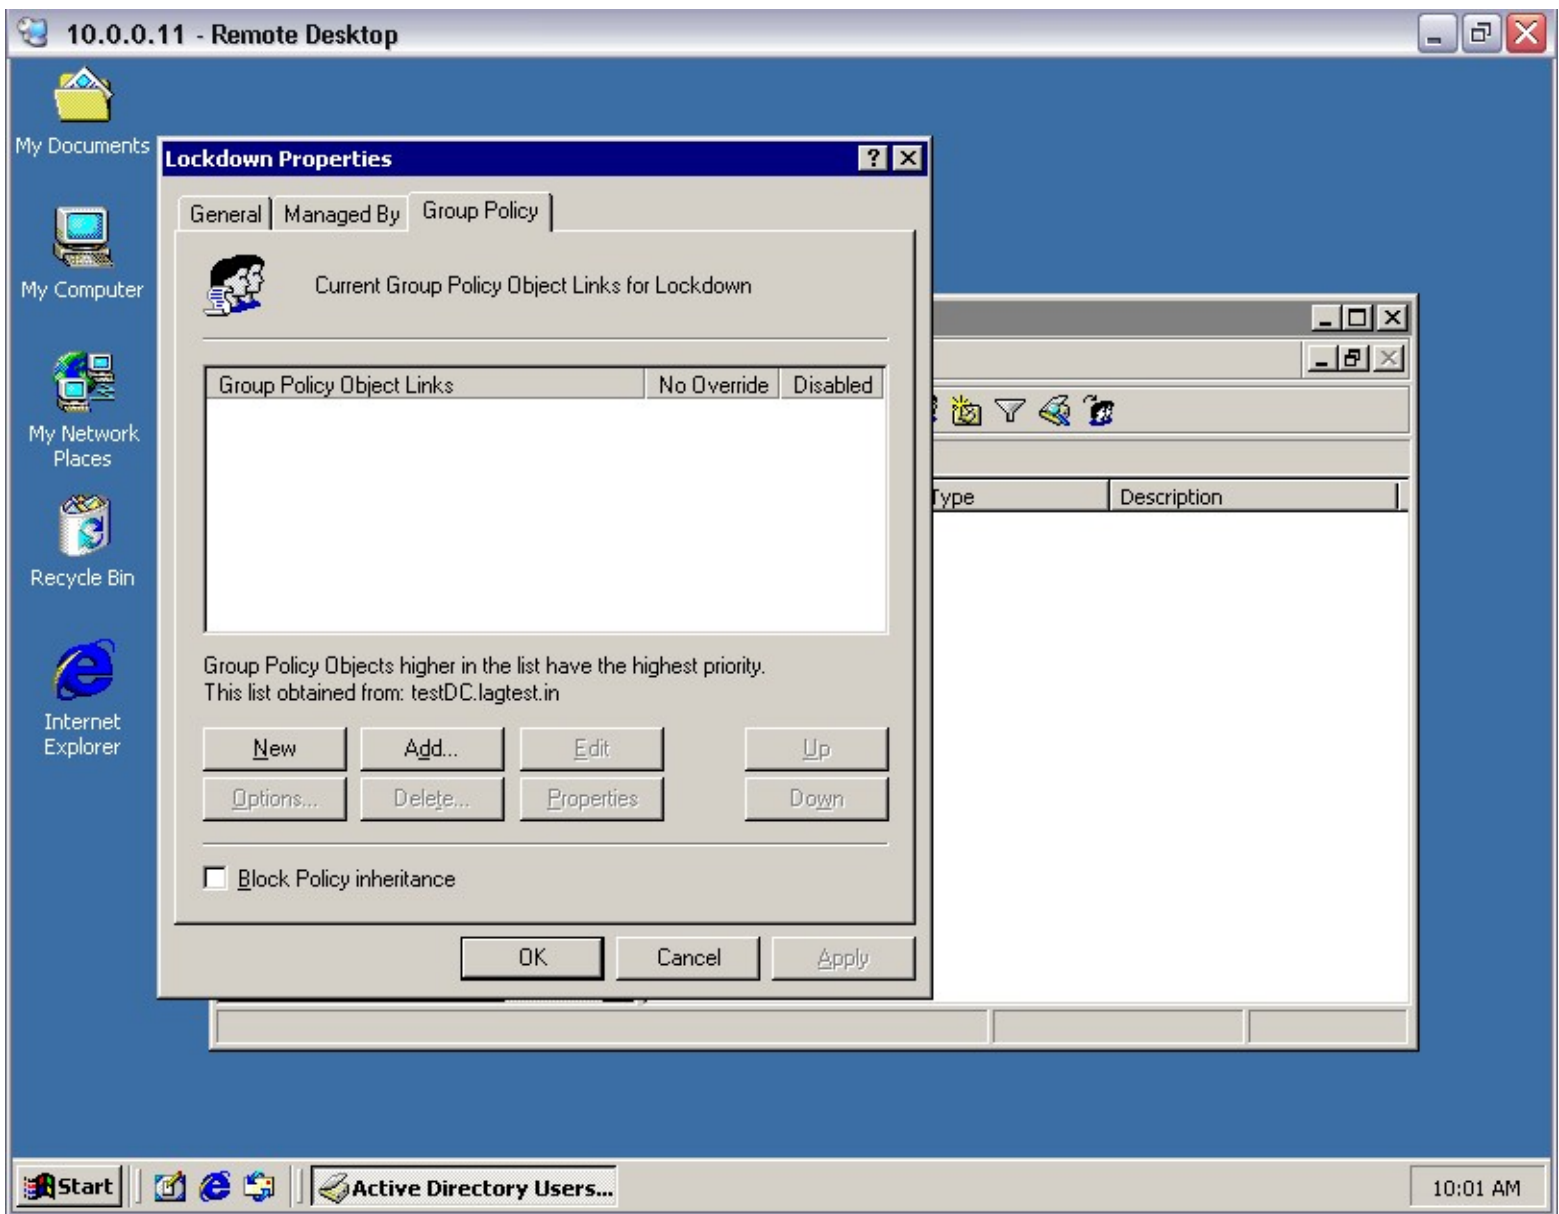 10.0.0.11 - Remote Desktop
My Documents
My Computer
My Network
Places
Recycle Bin
Internet
Explorer
Lockdown Properties
General Managed By Group Policy
Current Group Policy Object Links for Lockdown
Group Policy Object Links No Override Disabled
Group Policy Objects higher in the list have the highest priority.
This list obtained from: testDC.lagtest.in
New Add... Edit Up
Options... Delete... Properties Down
Block Policy inheritance
OK Cancel Apply
Type Description
Start Active Directory Users... 10:01 AM